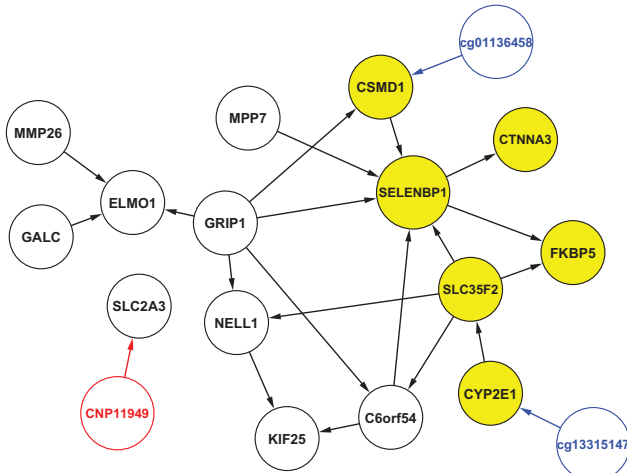 cg01136458
CSMD1
MPP7
MMP26
CTNNA3
SELENBP1
ELMO1
GRIP1
GALC
FKBP5
SLC35F2
SLC2A3
NELL1
CYP2E1
CNP11949
C6orf54
KIF25
cg13315147